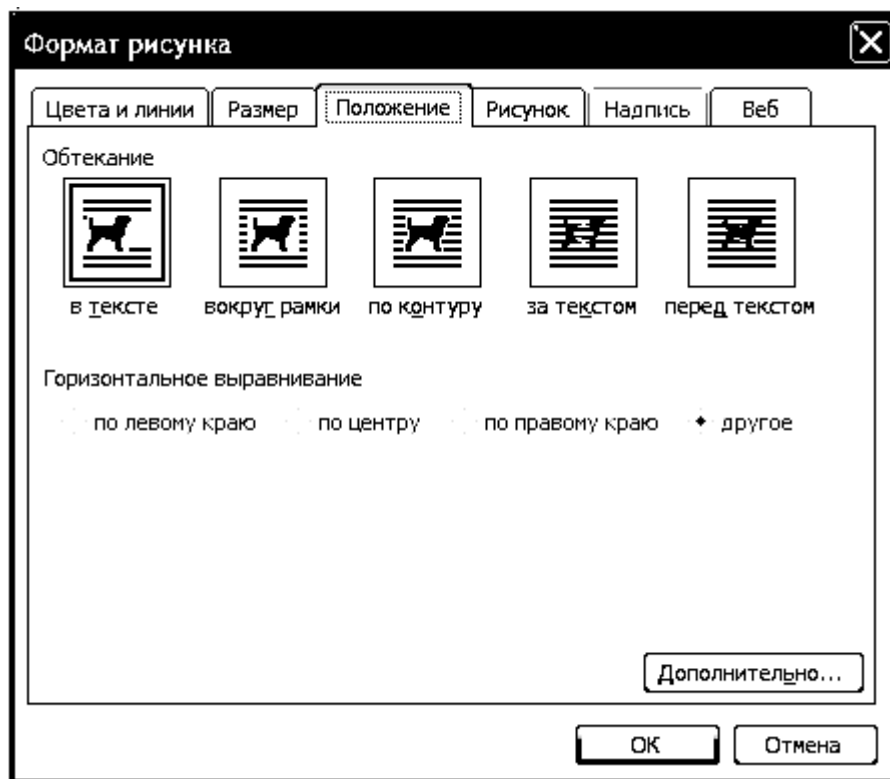 Формат рисунка
Цвета и линии Размер Положение Рисунок Надпись Веб
Обтекание
в тексте вокруг рамки по контуру за текстом перед текстом
Горизонтальное выравнивание
по левому краю по центру по правому краю другое
Дополнительно...
ОК Отмена